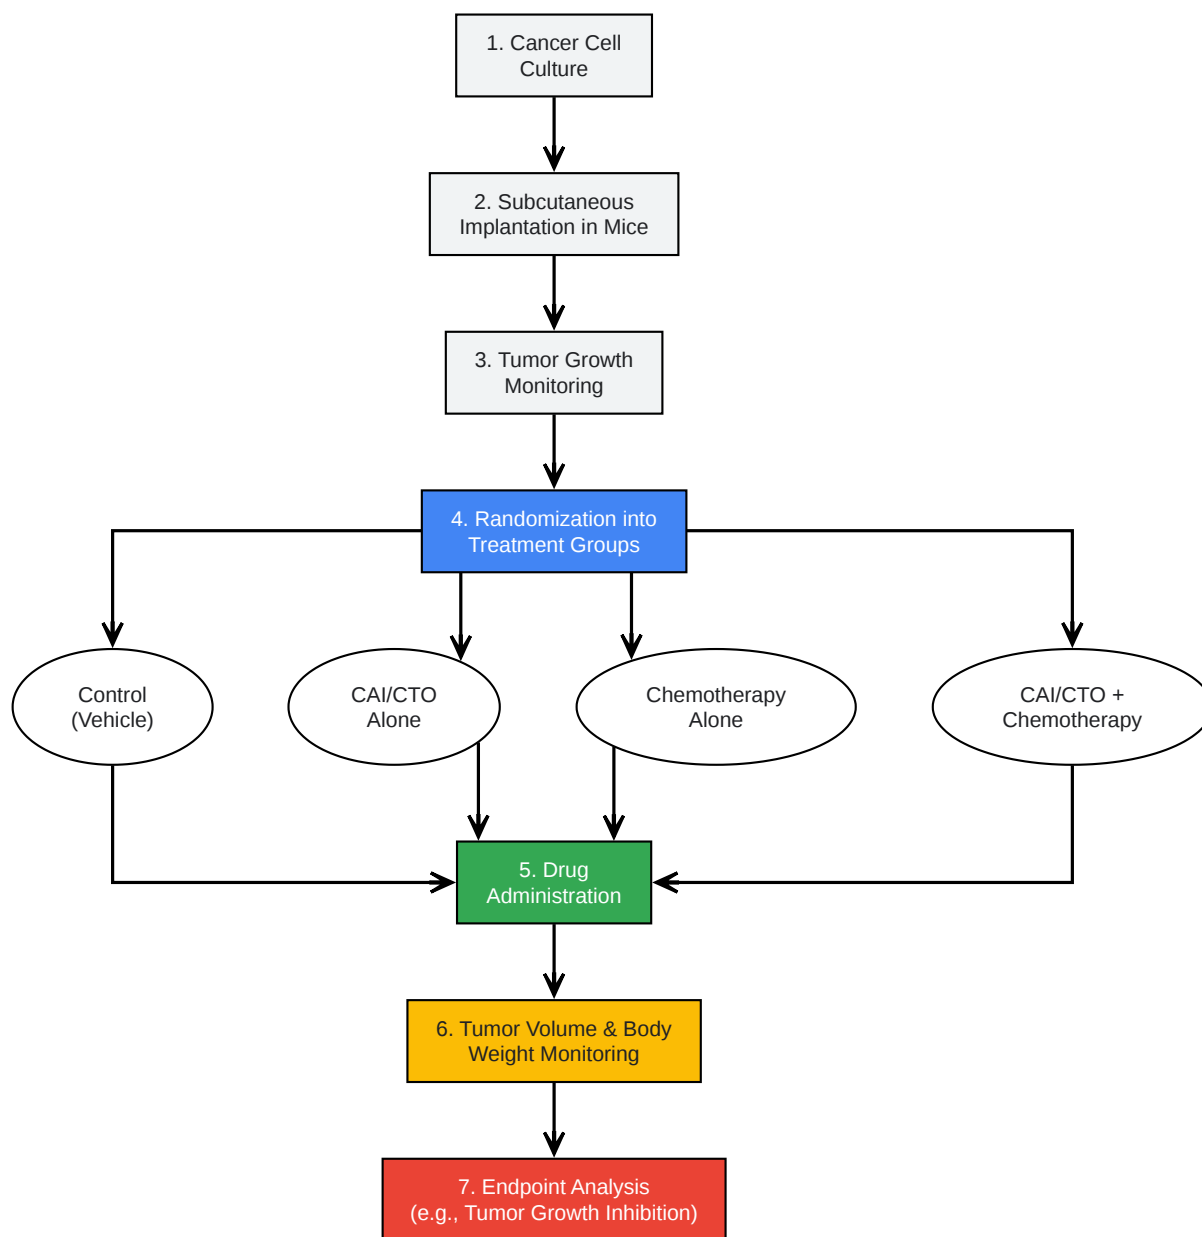 1. Cancer Cell
Culture
2. Subcutaneous
Implantation in Mice
3. Tumor Growth
Monitoring
4. Randomization into
Treatment Groups
Control
(Vehicle)
CAI/CTO
Alone
Chemotherapy
Alone
CAI/CTO +
Chemotherapy
5. Drug
Administration
6. Tumor Volume & Body
Weight Monitoring
7. Endpoint Analysis
(e.g., Tumor Growth Inhibition)